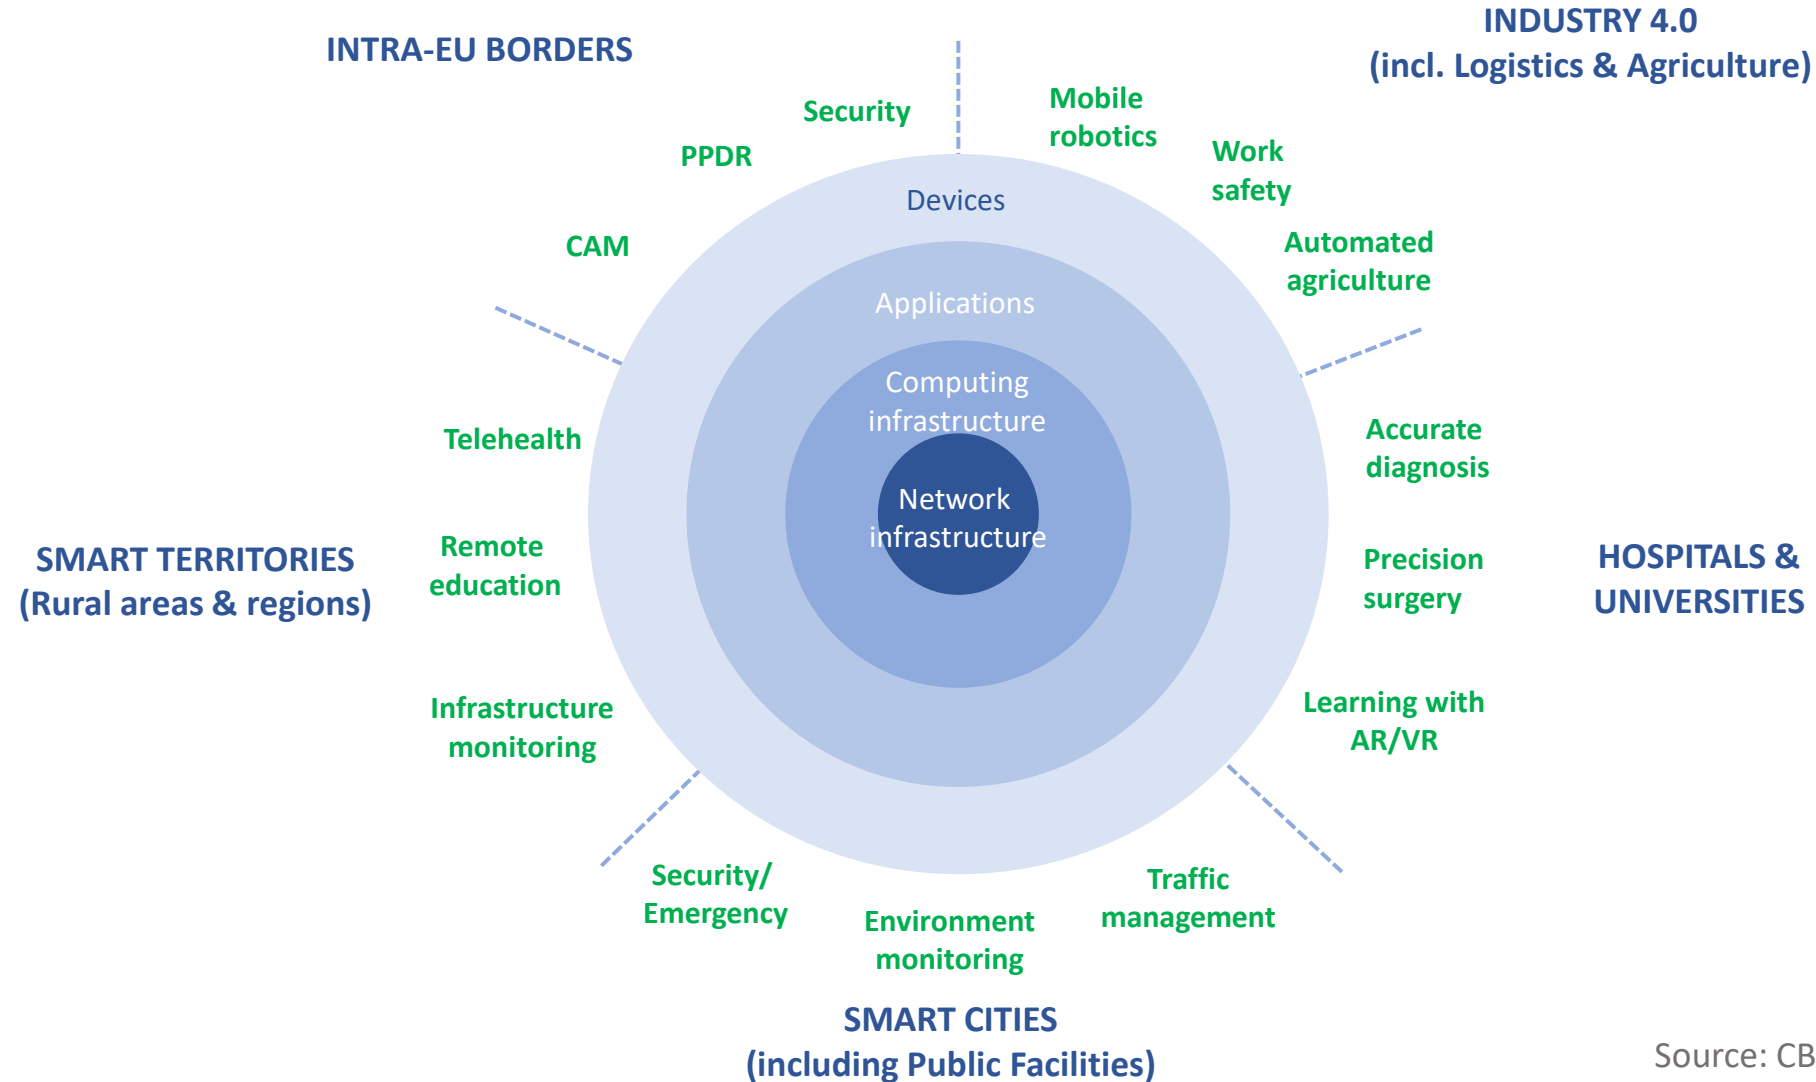 INTRA-EU BORDERS
INDUSTRY 4.0
(incl. Logistics & Agriculture)
Security
PPDR
CAM
Mobile
robotics
Work
safety
Automated
agriculture
Devices
Applications
Computing
infrastructure
Network
infrastructure
Telehealth
Remote
education
Infrastructure
monitoring
SMART TERRITORIES
(Rural areas & regions)
Accurate
diagnosis
Precision
surgery
Learning with
AR/VR
HOSPITALS &
UNIVERSITIES
Security/
Emergency
Environment
monitoring
Traffic
management
SMART CITIES
(including Public Facilities)
Source: CB